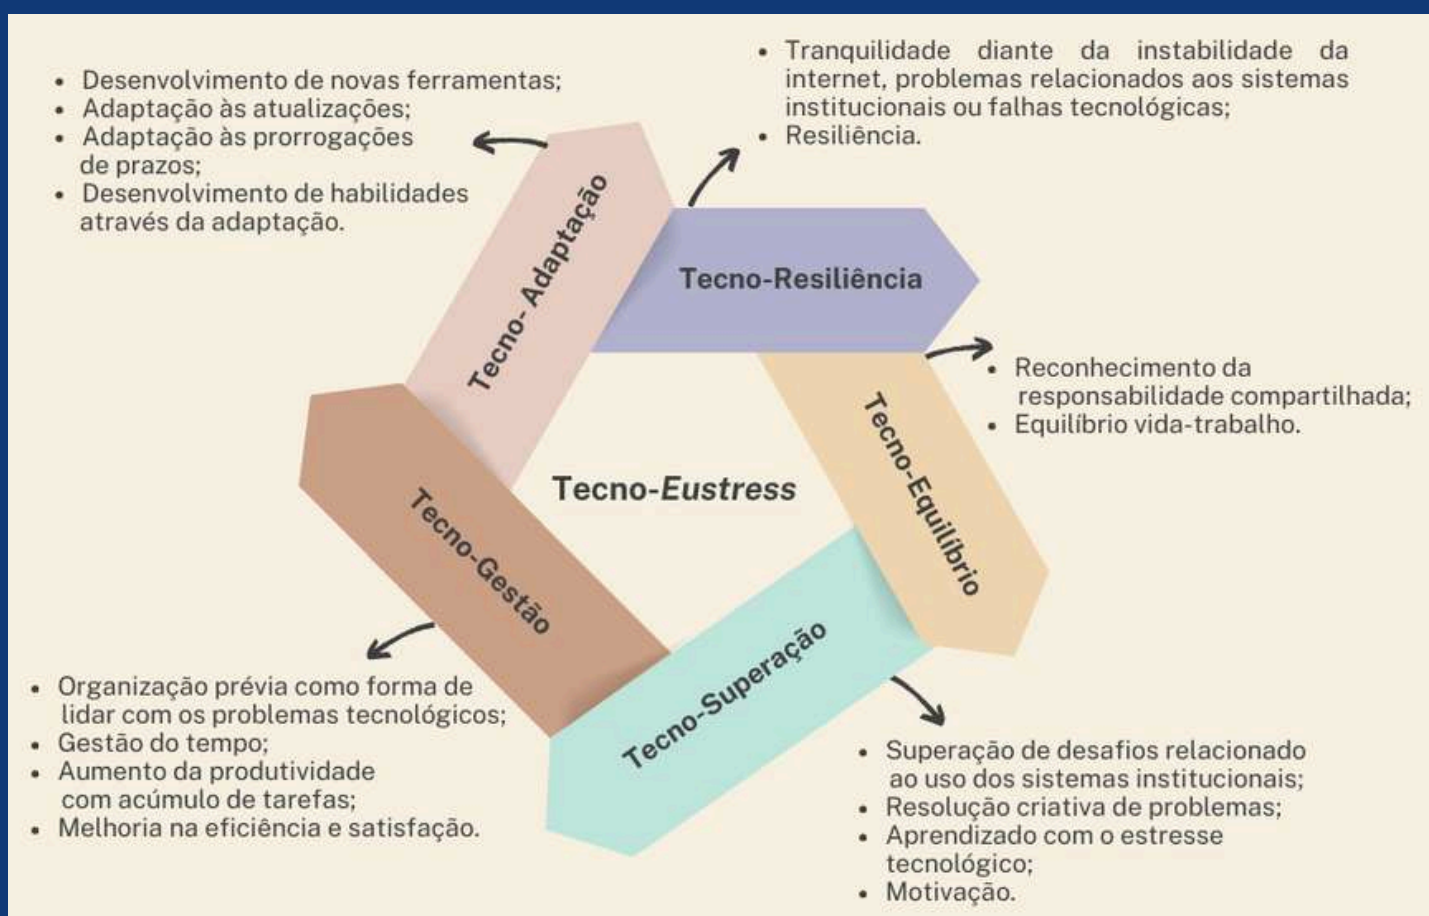 • Desenvolvimento de novas ferramentas;
• Adaptação às atualizações;
• Adaptação às prorrogações
de prazos;
• Desenvolvimento de habilidades
através da adaptação.
• Tranquilidade diante da instabilidade da
internet, problemas relacionados aos sistemas
institucionais ou falhas tecnológicas;
• Resiliência.
Tecno- Adaptação
Tecno-Resiliência
• Reconhecimento da
responsabilidade compartilhada;
• Equilíbrio vida-trabalho.
Tecno-Equilíbrio
Tecno-Eustress
Tecno-Gestão
Tecno-Superação
• Organização prévia como forma de
lidar com os problemas tecnológicos;
• Gestão do tempo;
• Aumento da produtividade
com acúmulo de tarefas;
• Melhoria na eficiência e satisfação.
• Superação de desafios relacionado
ao uso dos sistemas institucionais;
• Resolução criativa de problemas;
• Aprendizado com o estresse
tecnológico;
• Motivação.